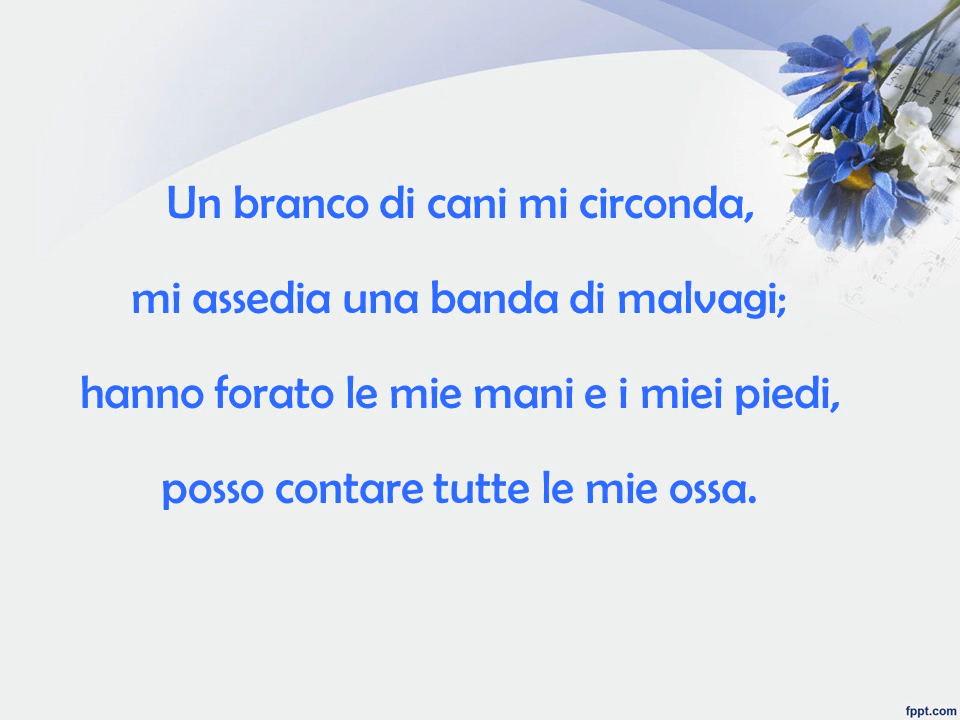 Un branco di cani mi circonda,
mi assedia una banda di malvagi;
hanno forato le mie mani e i miei piedi,
posso contare tutte le mie ossa.
fppt.com